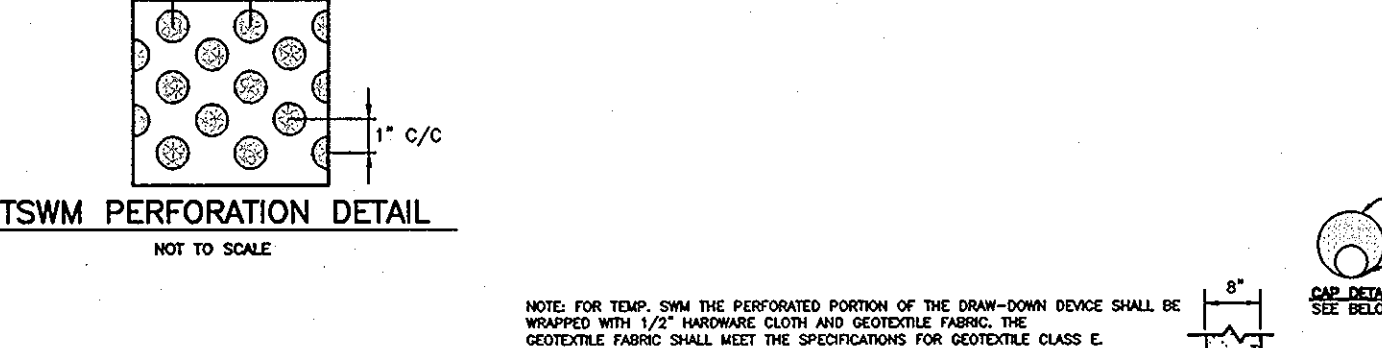 1" C/C
TSWM PERFORATION DETAIL
NOT TO SCALE
NOTE: FOR TEMP. SWM THE PERFORATED PORTION OF THE DRAW-DOWN DEVICE SHALL BE
WRAPPED WITH 1/2" HARDWARE CLOTH AND GEOTEXTILE FABRIC. THE
GEOTEXTILE FABRIC SHALL MEET THE SPECIFICATIONS FOR GEOTEXTILE CLASS E.
8"
CAP
SEE